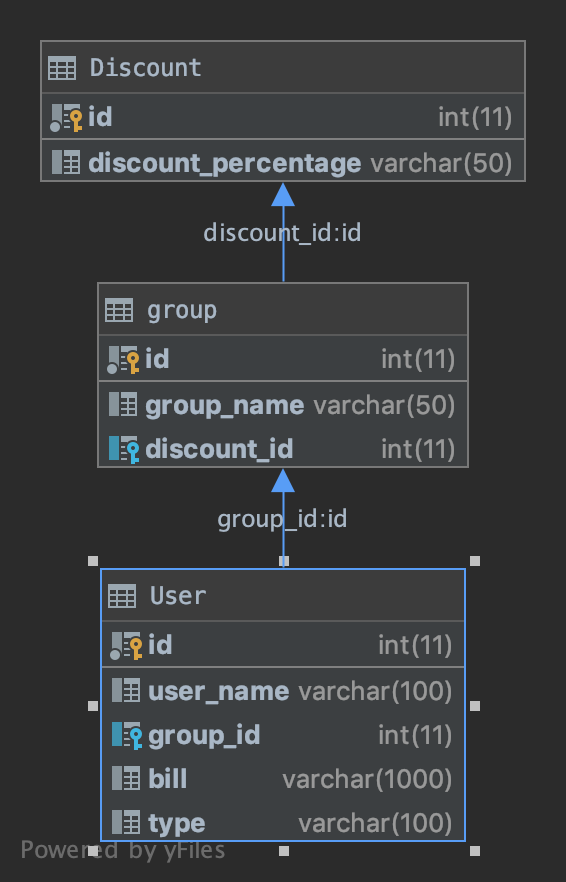 Discount
id int(11)
discount_percentage varchar(50)
discount_id:id
group
id int(11)
group_name varchar(50)
discount_id int(11)
group_id:id
User
id int(11)
user_name varchar(100)
group_id int(11)
bill varchar(1000)
type varchar(100)
Powered by yFiles